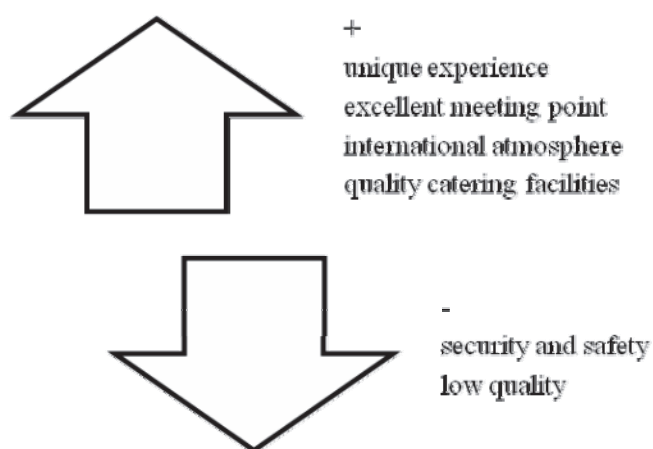 +
unique experience
excellent meeting point
international atmosphere
quality catering facilities
-
security and safety
low quality